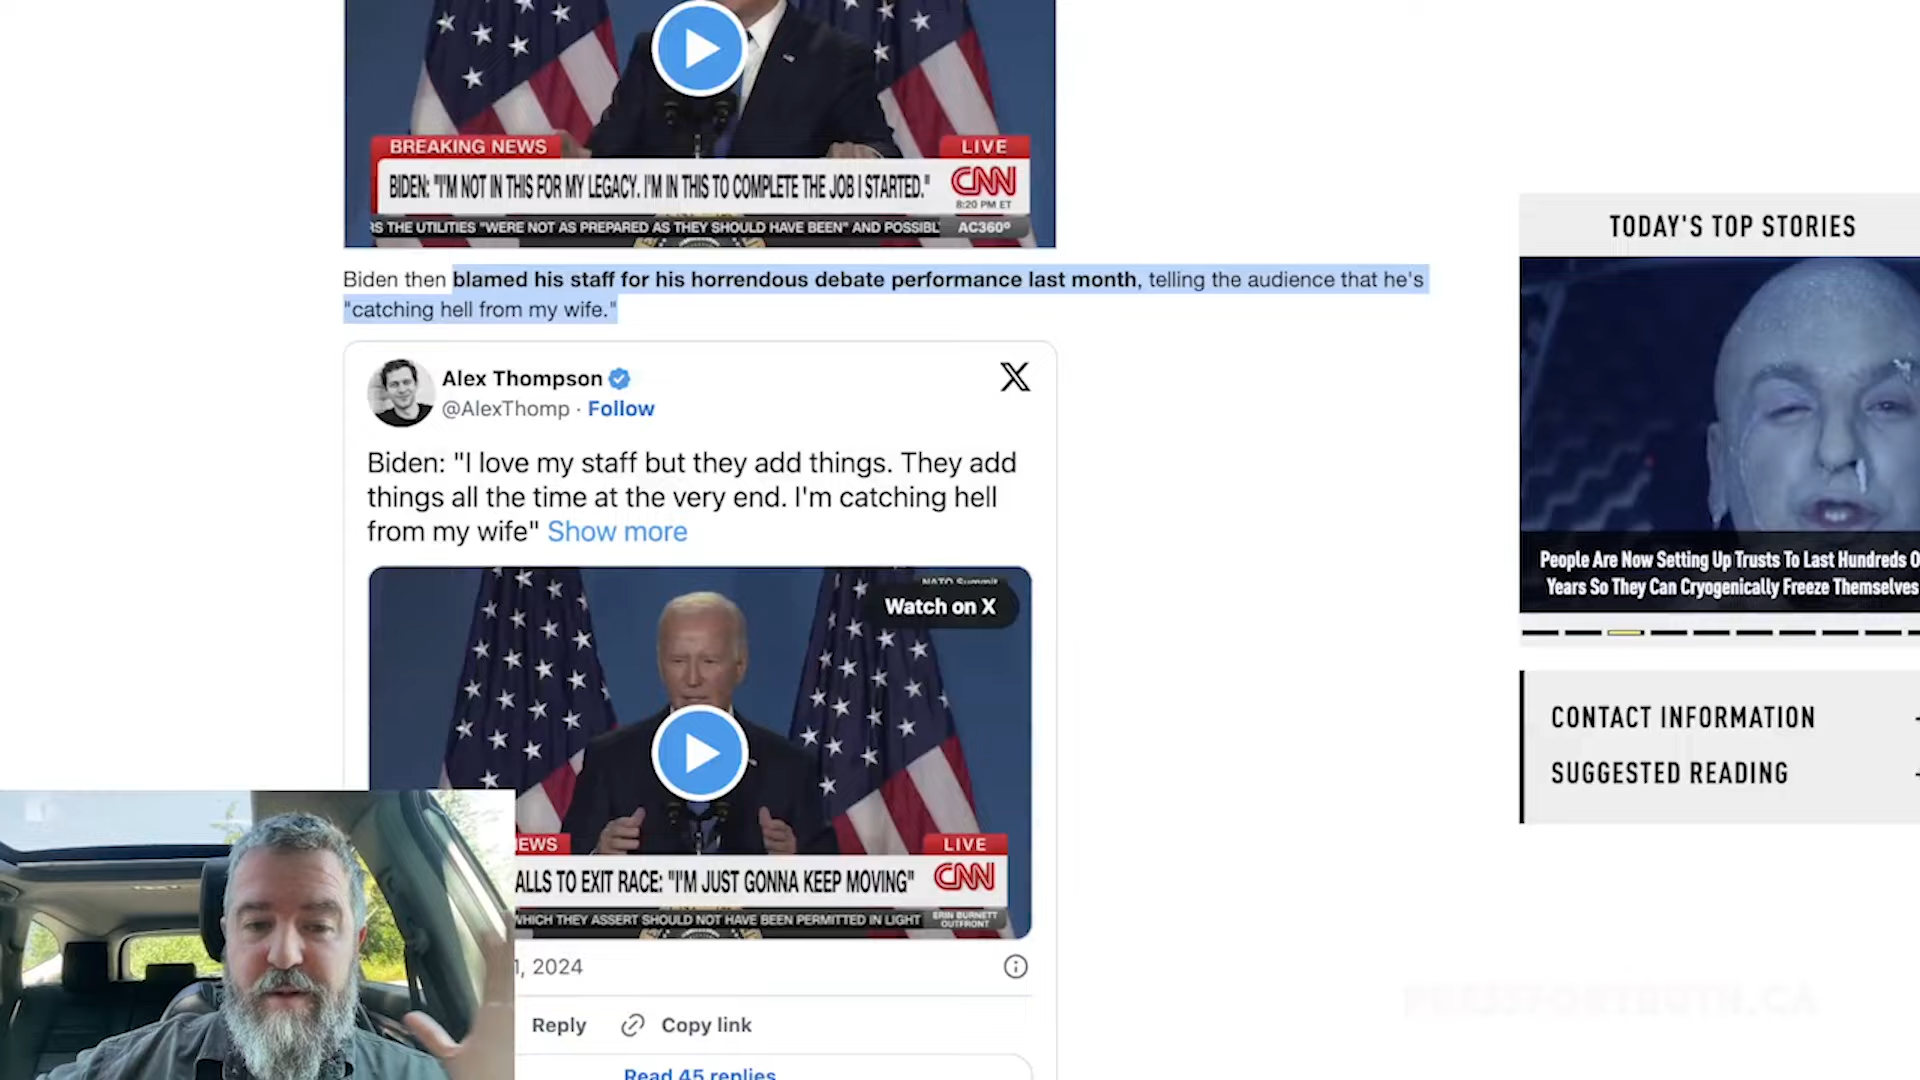 BREAKING NEWS
LIVE
BIDEN: "I'M NOT IN THIS FOR MY LEGACY. I'M IN THIS TO COMPLETE THE JOB I STARTED."
CNN
8:20 PM ET
RS THE UTILITIES "WERE NOT AS PREPARED AS THEY SHOULD HAVE BEEN" AND POSSIBL
AC360°
Biden then blamed his staff for his horrendous debate performance last month, telling the audience that he's
"catching hell from my wife."
Alex Thompson
@AlexThomp · Follow
X
Biden: "I love my staff but they add things. They add
things all the time at the very end. I'm catching hell
from my wife" Show more
NATO Summit
Watch on X
EWS
LIVE
ALLS TO EXIT RACE: "I'M JUST GONNA KEEP MOVING"
CNN
WHICH THEY ASSERT SHOULD NOT HAVE BEEN PERMITTED IN LIGHT
ERIN BURNETT
OUTFRONT
1, 2024
Reply
Copy link
Read 45 replies
TODAY'S TOP STORIES
People Are Now Setting Up Trusts To Last Hundreds O
Years So They Can Cryogenically Freeze Themselves
CONTACT INFORMATION
SUGGESTED READING
PRESSFORTRUTH.CA